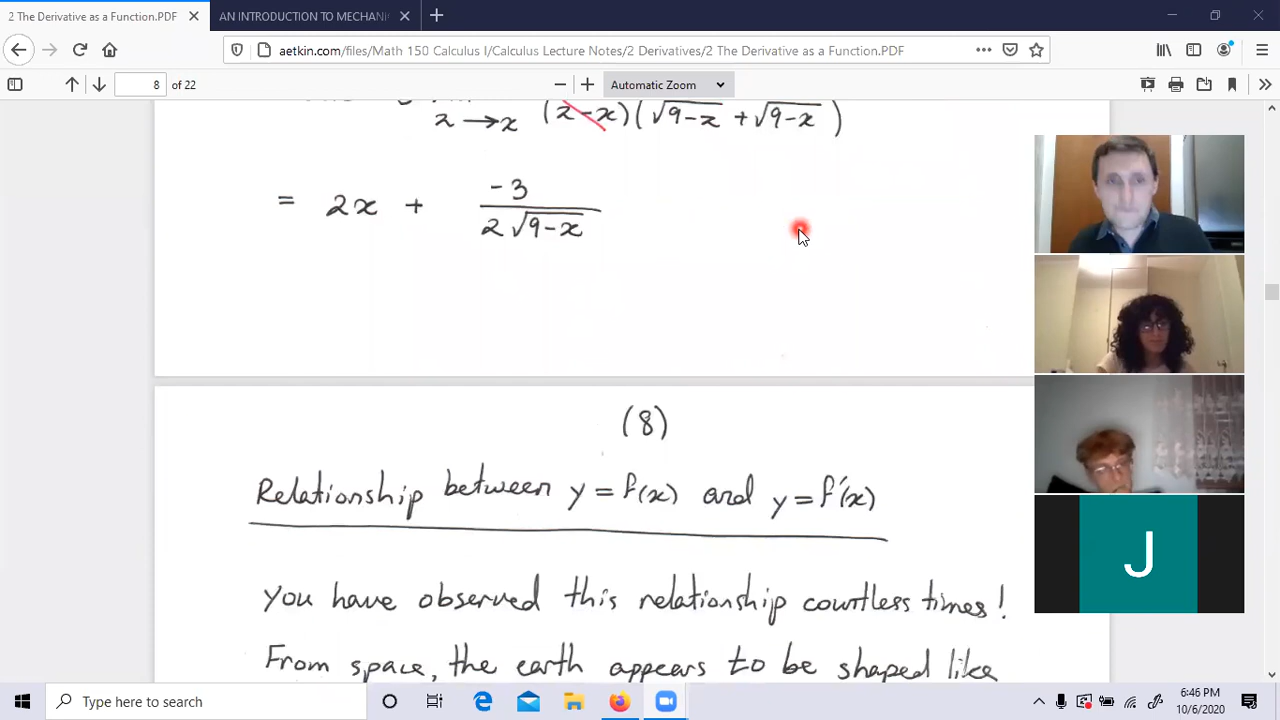 2 The Derivative as a Function.PDF
AN INTRODUCTION TO MECHANI
aetkin.com/files/Math 150 Calculus I/Calculus Lecture Notes/2 Derivatives/2 The Derivative as a Function.PDF
8 of 22
Automatic Zoom
z → x (z - x)(√9-z + √9-x)
= 2x + -3 / 2√9-x
(8)
Relationship between y = f(x) and y = f'(x)
you have observed this relationship countless times!
From space, the earth appears to be shaped like
J
Type here to search
6:46 PM
10/6/2020